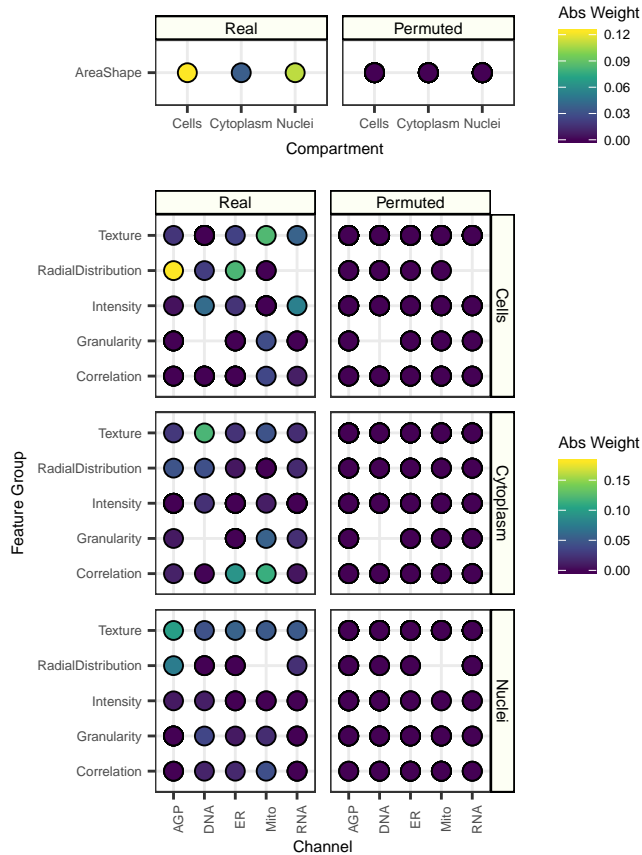 Real Permuted
AreaShape
Cells Cytoplasm Nuclei Cells Cytoplasm Nuclei
Compartment
Abs Weight
0.12
0.09
0.06
0.03
0.00
Real Permuted
Feature Group
Texture
RadialDistribution
Intensity
Granularity
Correlation
Cells
Texture
RadialDistribution
Intensity
Granularity
Correlation
Cytoplasm
Texture
RadialDistribution
Intensity
Granularity
Correlation
Nuclei
AGP DNA ER Mito RNA AGP DNA ER Mito RNA
Channel
Abs Weight
0.15
0.10
0.05
0.00